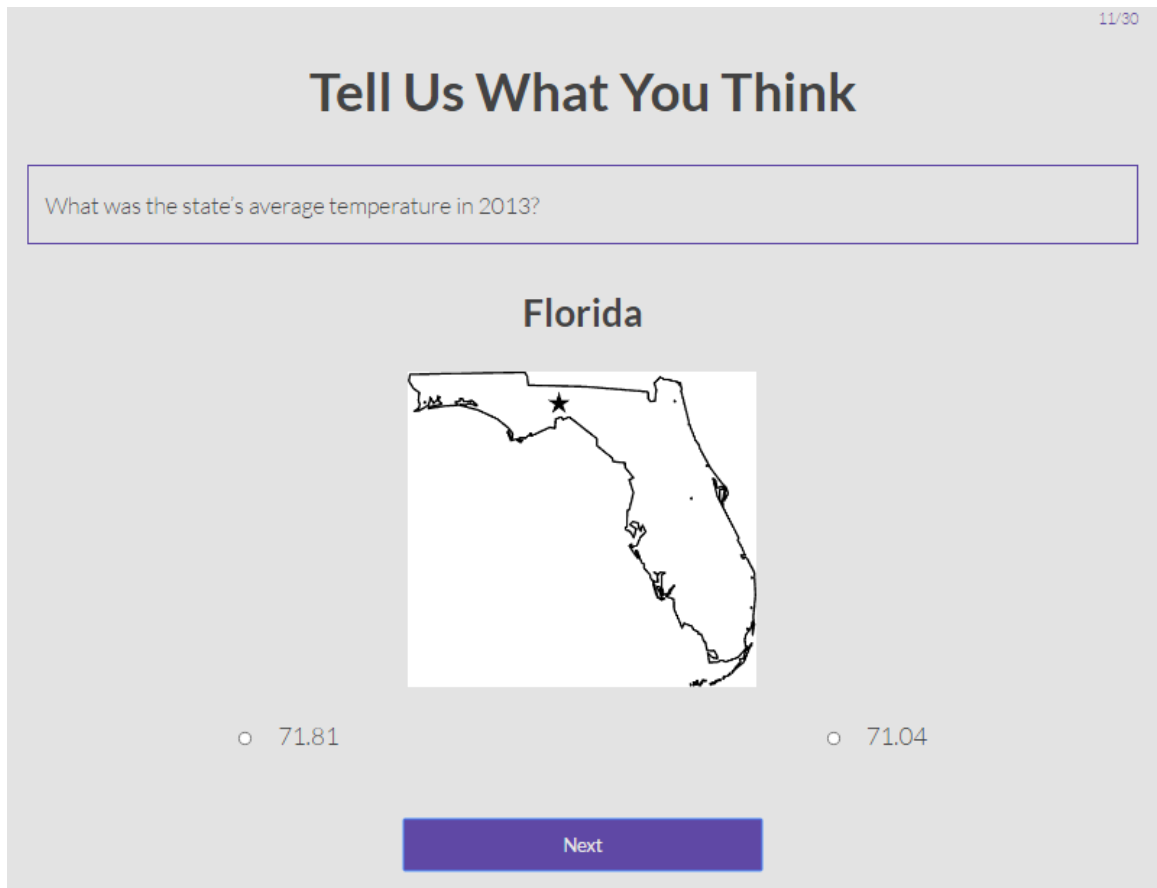 11/30
Tell Us What You Think
What was the state’s average temperature in 2013?
Florida
71.81
71.04
Next